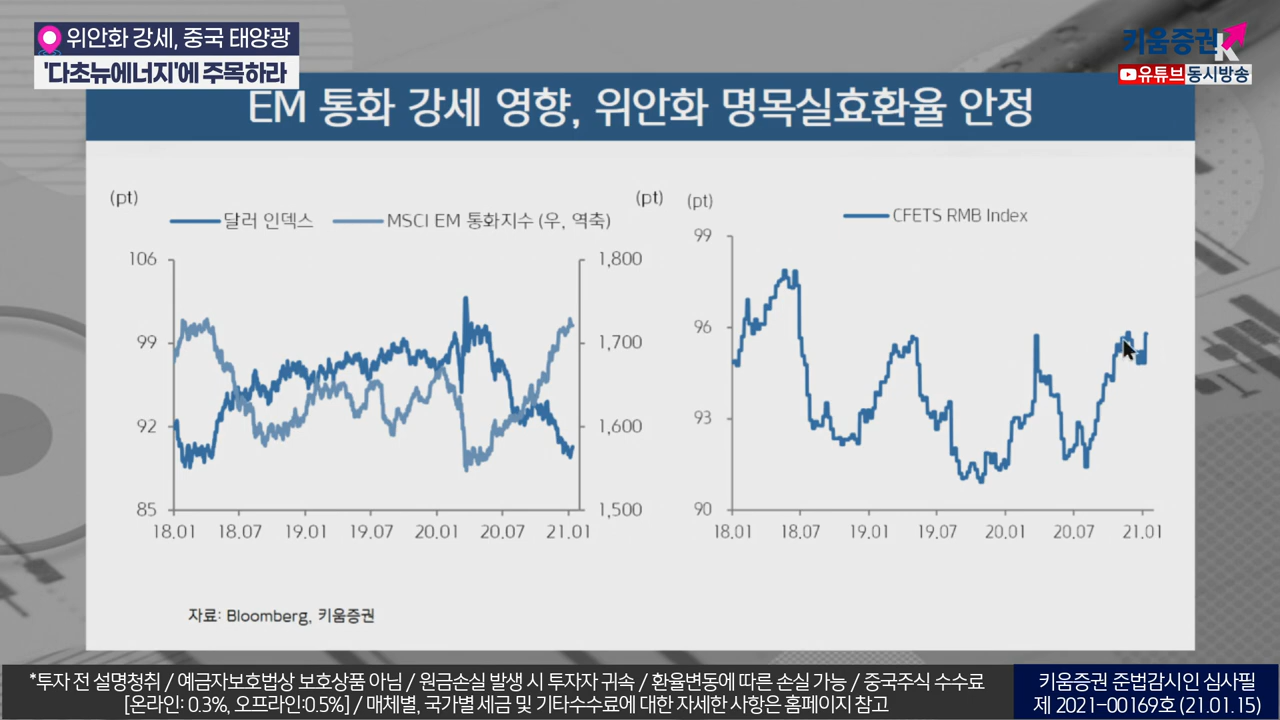 위안화 강세, 중국 태양광
'다초뉴에너지'에 주목하라
키움증권
유튜브동시방송
EM 통화 강세 영향, 위안화 명목실효환율 안정
(pt)
(pt)
달러 인덱스
MSCI EM 통화지수 (우, 역축)
106
99
92
85
1,800
1,700
1,600
1,500
18.01
18.07
19.01
19.07
20.01
20.07
21.01
(pt)
CFETS RMB Index
99
96
93
90
18.01
18.07
19.01
19.07
20.01
20.07
21.01
자료: Bloomberg, 키움증권
*투자 전 설명청취 / 예금자보호법상 보호상품 아님 / 원금손실 발생 시 투자자 귀속 / 환율변동에 따른 손실 가능 / 중국주식 수수료
[온라인: 0.3%, 오프라인:0.5%] / 매체별, 국가별 세금 및 기타수수료에 대한 자세한 사항은 홈페이지 참고
키움증권 준법감시인 심사필
제 2021-00169호 (21.01.15)